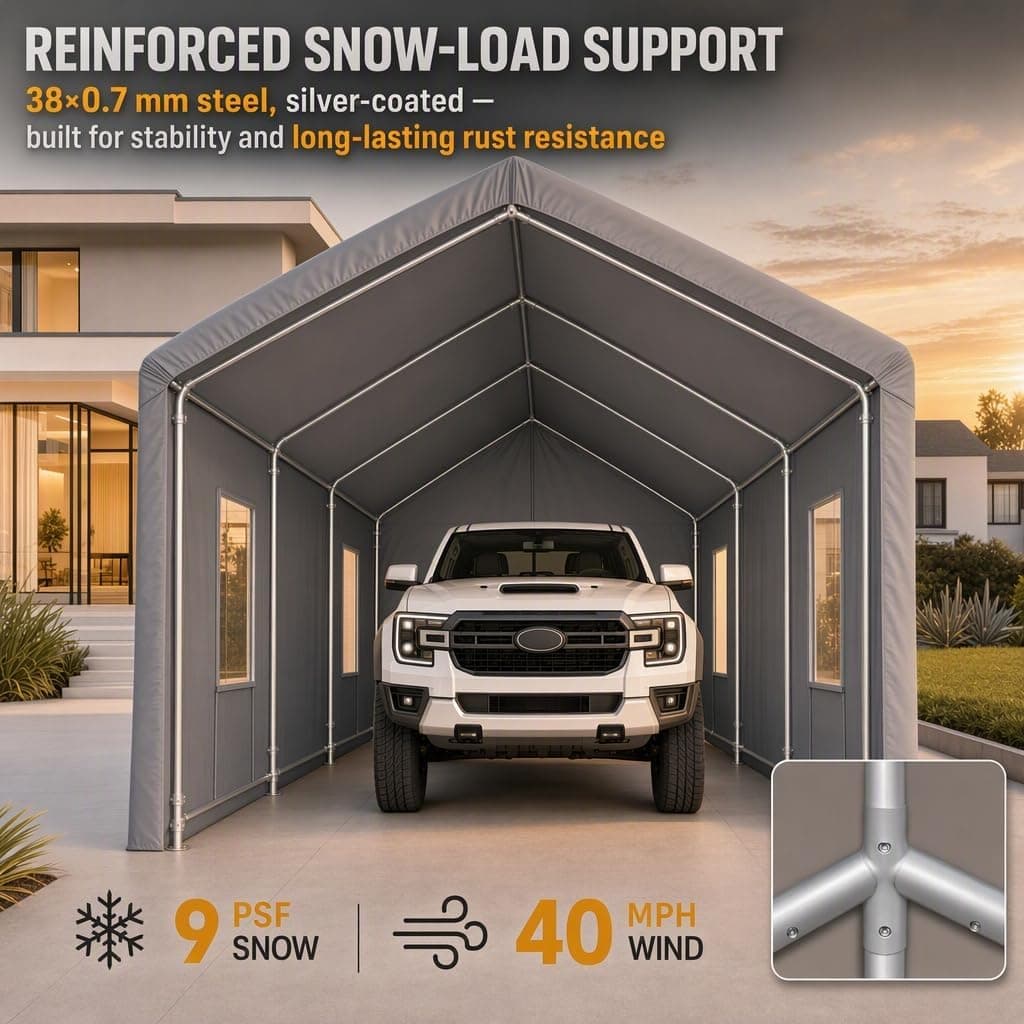 REINFORCED SNOW-LOAD SUPPORT
38×0.7 mm steel, silver-coated —
built for stability and long-lasting rust resistance
9 PSF SNOW
40 MPH WIND